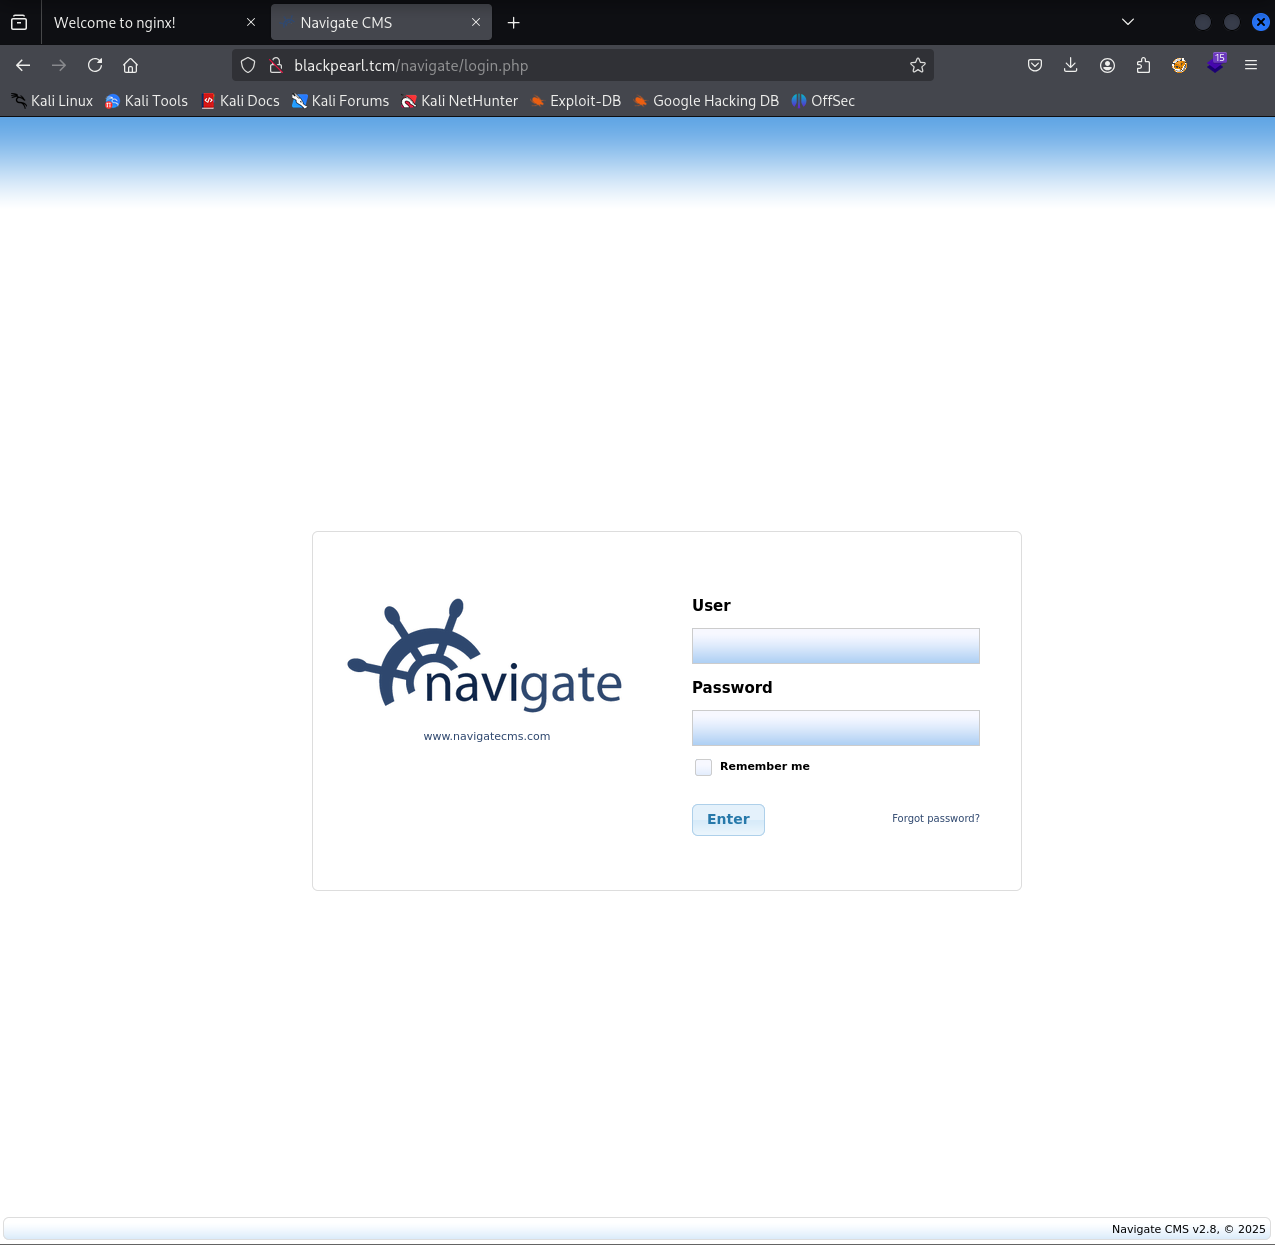 Welcome to nginx!
Navigate CMS
blackpearl.tcm/navigate/login.php
15
Kali Linux
Kali Tools
Kali Docs
Kali Forums
Kali NetHunter
Exploit-DB
Google Hacking DB
OffSec
navigate
www.navigatecms.com
User
Password
Remember me
Enter
Forgot password?
Navigate CMS v2.8, © 2025